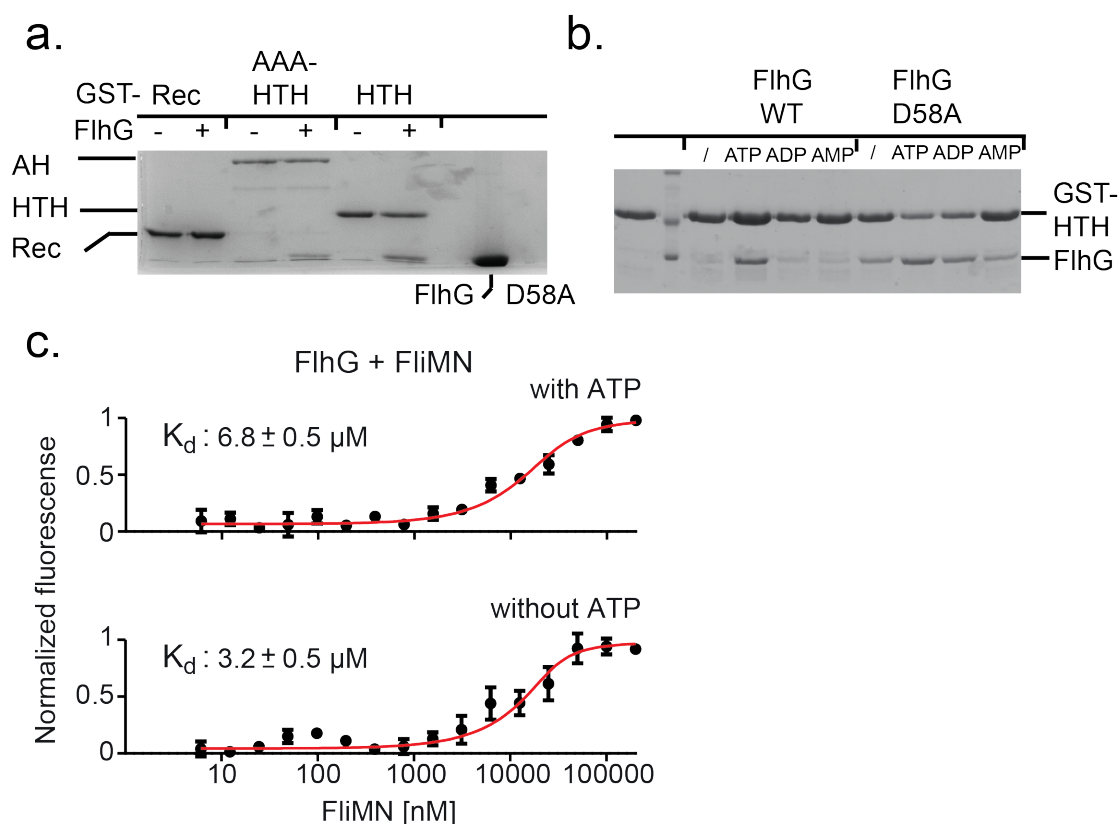 a.
GST- Rec AAA-HTH HTH
FlhG - + - + - +
AH
HTH
Rec
FlhG D58A
b.
FlhG WT FlhG D58A
/ ATP ADP AMP / ATP ADP AMP
GST-HTH
FlhG
c.
FlhG + FliMN
with ATP
Kd : 6.8 ± 0.5 µM
1
0.5
0
without ATP
Kd : 3.2 ± 0.5 µM
1
0.5
0
Normalized fluorescense
10 100 1000 10000 100000
FliMN [nM]